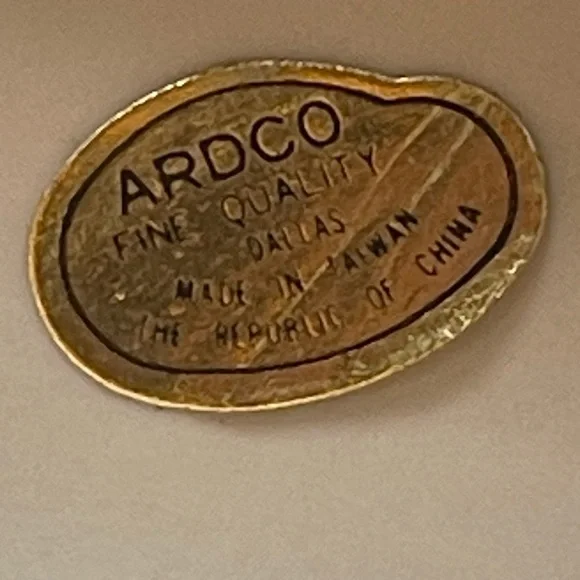 ARDCO
FINE QUALITY
DALLAS
MADE IN TAIWAN
THE REPUBLIC OF CHINA